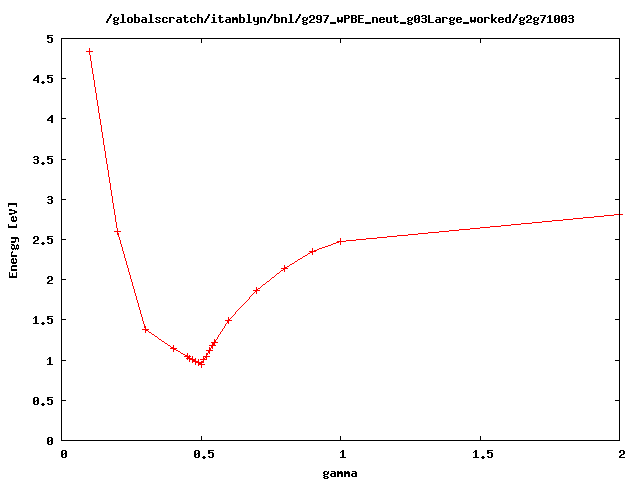 /globalscratch/itamblyn/bnl/g297_wPBE_neut_g03Large_worked/g2g71003
5
4.5
4
3.5
3
2.5
2
1.5
1
0.5
0
Energy [eV]
0 0.5 1 1.5 2
gamma